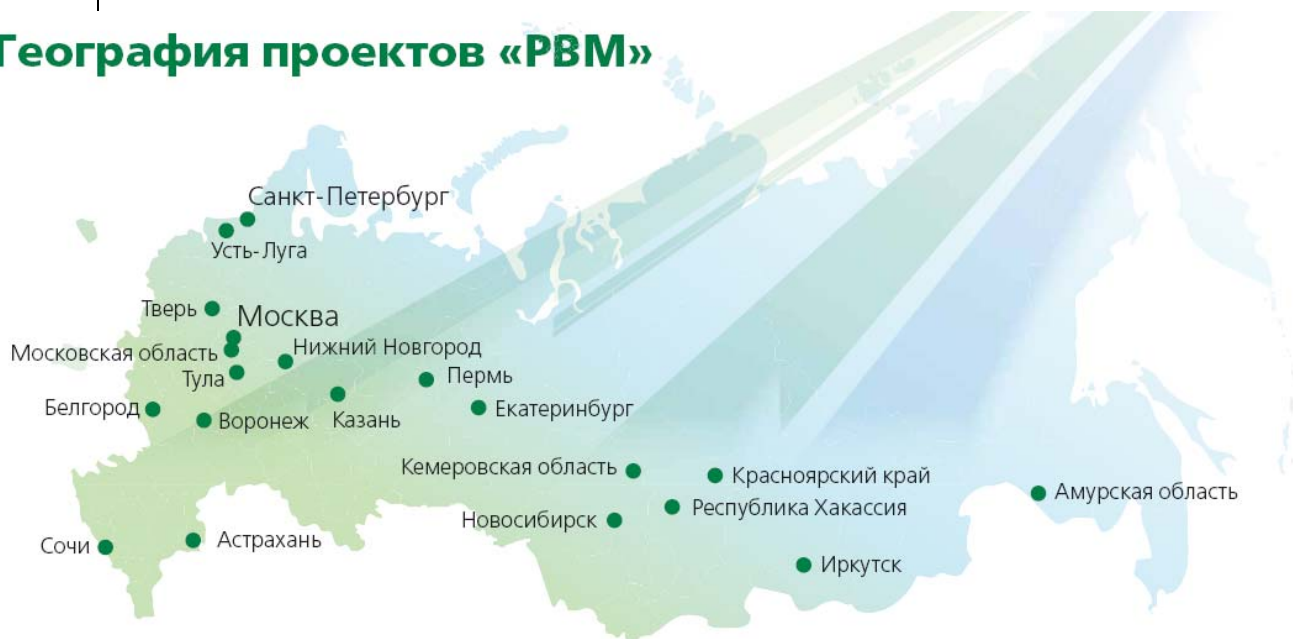 География проектов «РВМ»
Санкт-Петербург
Усть-Луга
Тверь
Москва
Московская область
Нижний Новгород
Тула
Пермь
Белгород
Воронеж
Казань
Екатеринбург
Кемеровская область
Красноярский край
Амурская область
Республика Хакассия
Новосибирск
Сочи
Астрахань
Иркутск